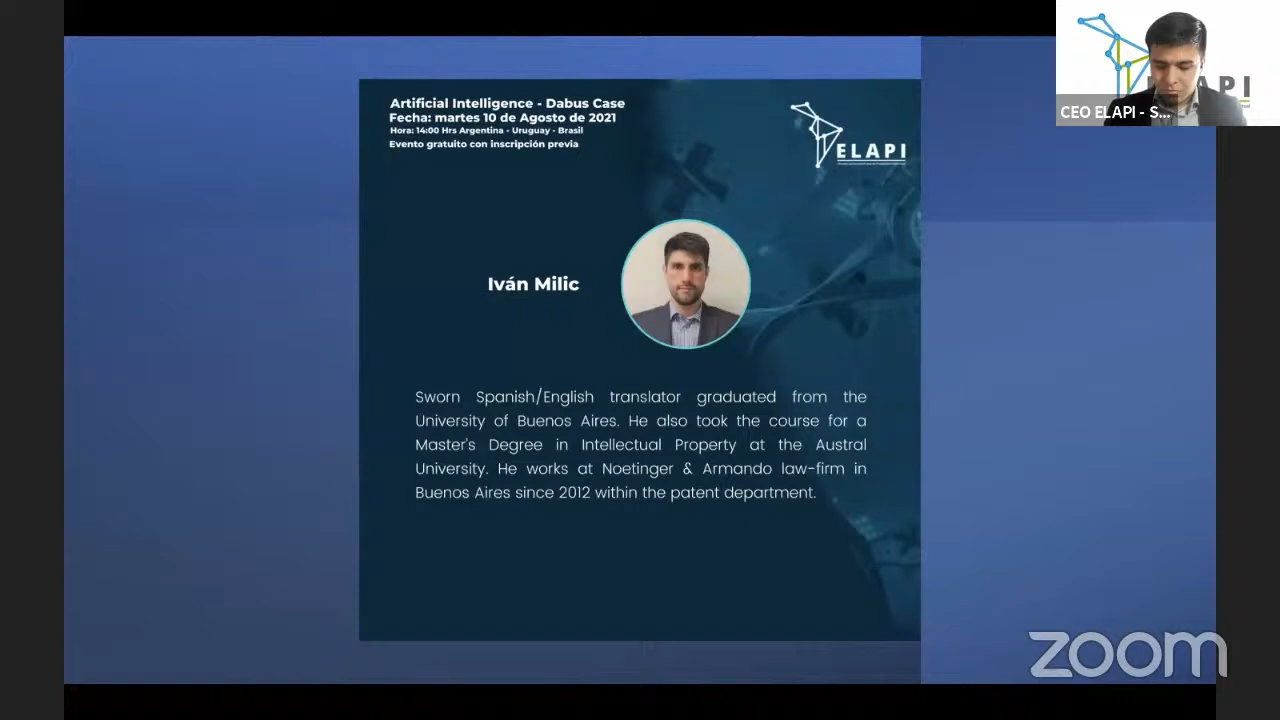 Artificial Intelligence - Dabus Case
Fecha: martes 10 de Agosto de 2021
Hora: 14:00 Hrs Argentina - Uruguay - Brasil
Evento gratuito con inscripción previa
ELAPI
Iván Milic
Sworn Spanish/English translator graduated from the
University of Buenos Aires. He also took the course for a
Master's Degree in Intellectual Property at the Austral
University. He works at Noetinger & Armando law-firm in
Buenos Aires since 2012 within the patent department.
API
CEO ELAPI - S...
zoom